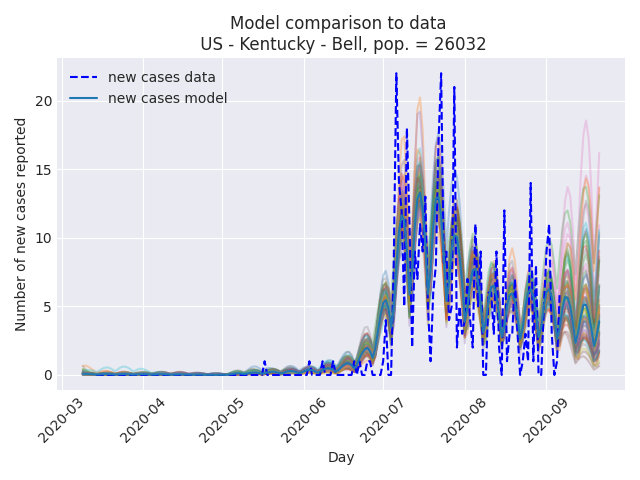 Model comparison to data
US - Kentucky - Bell, pop. = 26032
new cases data
new cases model
Number of new cases reported
20
15
10
5
0
2020-03
2020-04
2020-05
2020-06
2020-07
2020-08
2020-09
Day